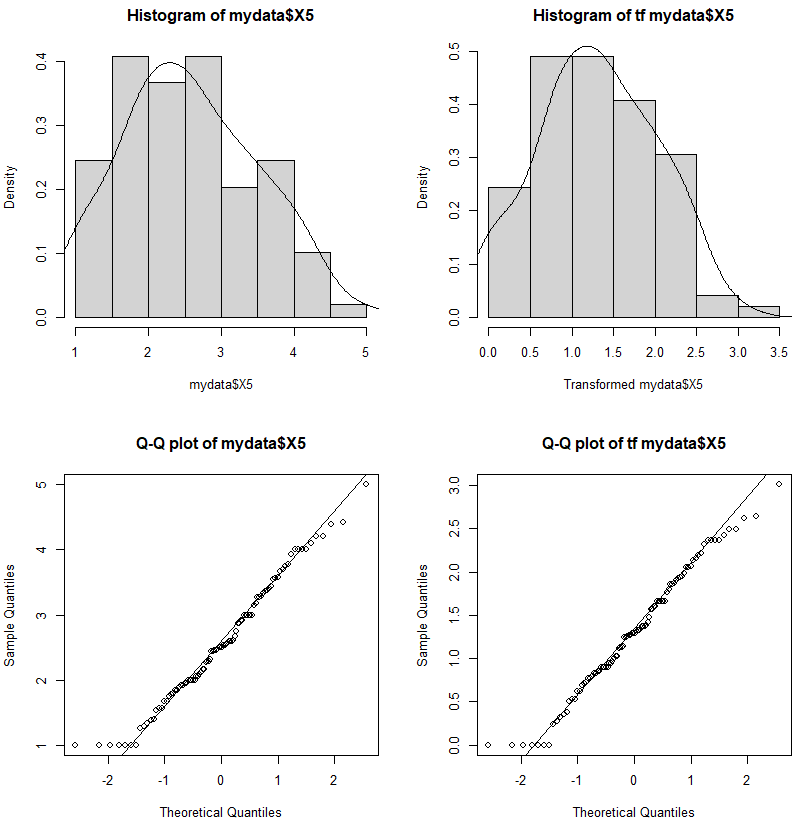 Histogram of mydata$X5
Density
0.0 0.1 0.2 0.3 0.4
1 2 3 4 5
mydata$X5
Histogram of tf mydata$X5
Density
0.0 0.1 0.2 0.3 0.4 0.5
0.0 0.5 1.0 1.5 2.0 2.5 3.0 3.5
Transformed mydata$X5
Q-Q plot of mydata$X5
Sample Quantiles
1 2 3 4 5
-2 -1 0 1 2
Theoretical Quantiles
Q-Q plot of tf mydata$X5
Sample Quantiles
0.0 0.5 1.0 1.5 2.0 2.5 3.0
-2 -1 0 1 2
Theoretical Quantiles